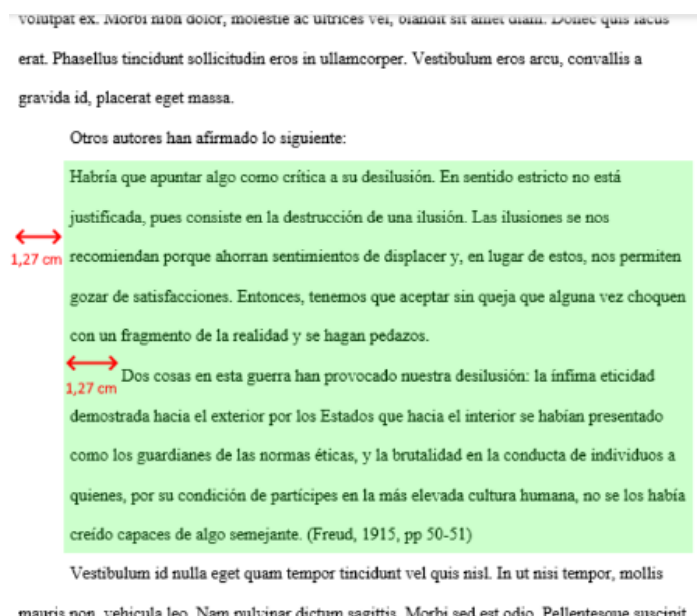 volutpat ex. Morbi nibh dolor, molestie ac ultrices vel, blandit sit amet diam. Donec quis lacus
erat. Phasellus tincidunt sollicitudin eros in ullamcorper. Vestibulum eros arcu, convallis a
gravida id, placerat eget massa.
Otros autores han afirmado lo siguiente:
Habría que apuntar algo como crítica a su desilusión. En sentido estricto no está
justificada, pues consiste en la destrucción de una ilusión. Las ilusiones se nos
1,27 cm recomiendan porque ahorran sentimientos de displacer y, en lugar de estos, nos permiten
gozar de satisfacciones. Entonces, tenemos que aceptar sin queja que alguna vez choquen
con un fragmento de la realidad y se hagan pedazos.
1,27 cm Dos cosas en esta guerra han provocado nuestra desilusión: la ínfima eticidad
demostrada hacia el exterior por los Estados que hacia el interior se habían presentado
como los guardianes de las normas éticas, y la brutalidad en la conducta de individuos a
quienes, por su condición de partícipes en la más elevada cultura humana, no se los había
creído capaces de algo semejante. (Freud, 1915, pp 50-51)
Vestibulum id nulla eget quam tempor tincidunt vel quis nisl. In ut nisi tempor, mollis
mauris non, vehicula leo. Nam pulvinar dictum sagittis. Morbi sed est odio. Pellentesque suscipit